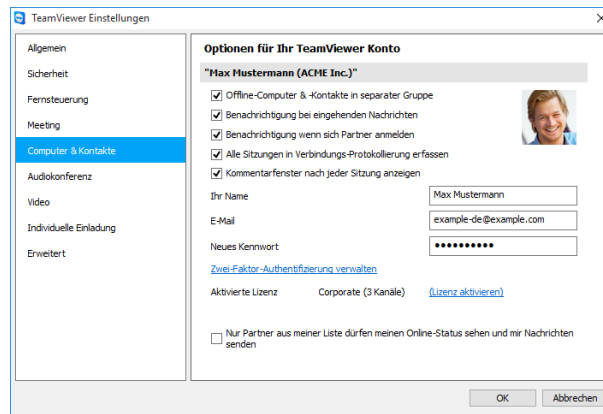 TeamViewer Einstellungen
Allgemein
Sicherheit
Fernsteuerung
Meeting
Computer & Kontakte
Audiokonferenz
Video
Individuelle Einladung
Erweitert
Optionen für Ihr TeamViewer Konto
"Max Mustermann (ACME Inc.)"
Offline-Computer & -Kontakte in separater Gruppe
Benachrichtigung bei eingehenden Nachrichten
Benachrichtigung wenn sich Partner anmelden
Alle Sitzungen in Verbindungs-Protokollierung erfassen
Kommentarfenster nach jeder Sitzung anzeigen
Ihr Name Max Mustermann
E-Mail example-de@example.com
Neues Kennwort ••••••••••
Zwei-Faktor-Authentifizierung verwalten
Aktivierte Lizenz Corporate (3 Kanäle) (Lizenz aktivieren)
Nur Partner aus meiner Liste dürfen meinen Online-Status sehen und mir Nachrichten
senden
OK Abbrechen